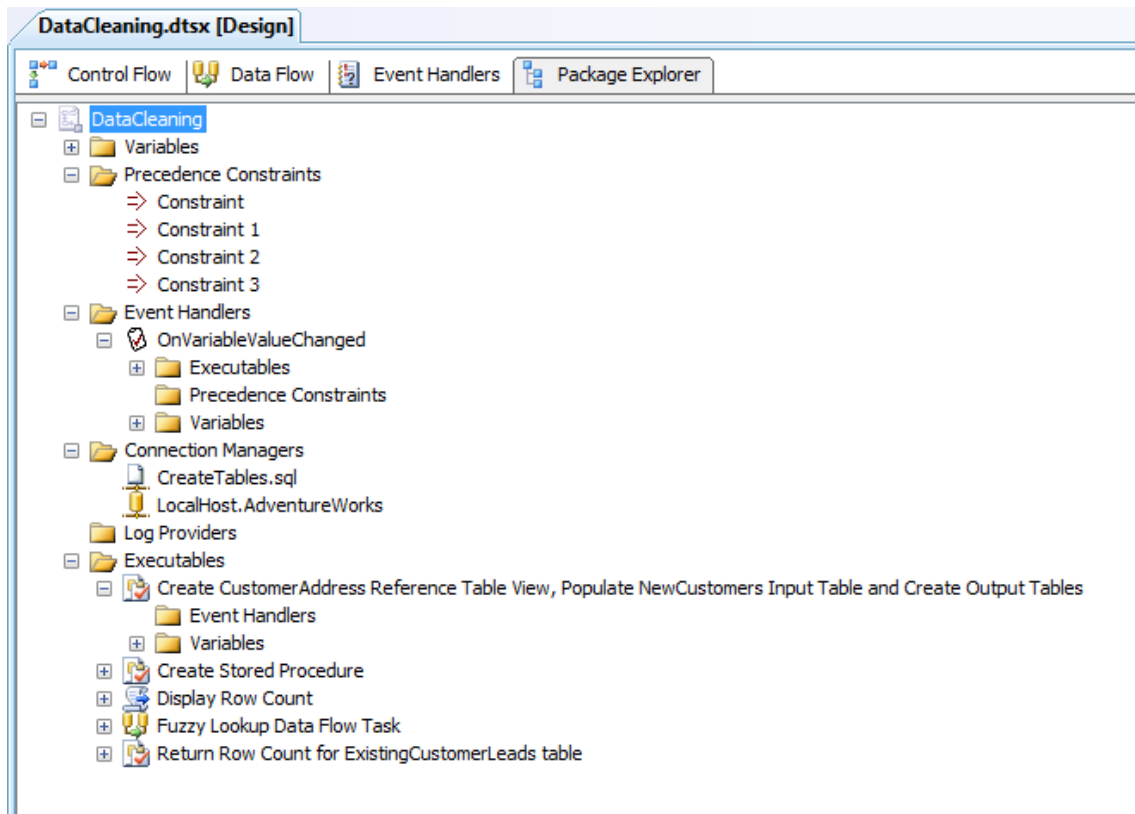 DataCleaning.dtsx [Design]
Control Flow Data Flow Event Handlers Package Explorer
DataCleaning
Variables
Precedence Constraints
Constraint
Constraint 1
Constraint 2
Constraint 3
Event Handlers
OnVariableValueChanged
Executables
Precedence Constraints
Variables
Connection Managers
CreateTables.sql
LocalHost.AdventureWorks
Log Providers
Executables
Create CustomerAddress Reference Table View, Populate NewCustomers Input Table and Create Output Tables
Event Handlers
Variables
Create Stored Procedure
Display Row Count
Fuzzy Lookup Data Flow Task
Return Row Count for ExistingCustomerLeads table